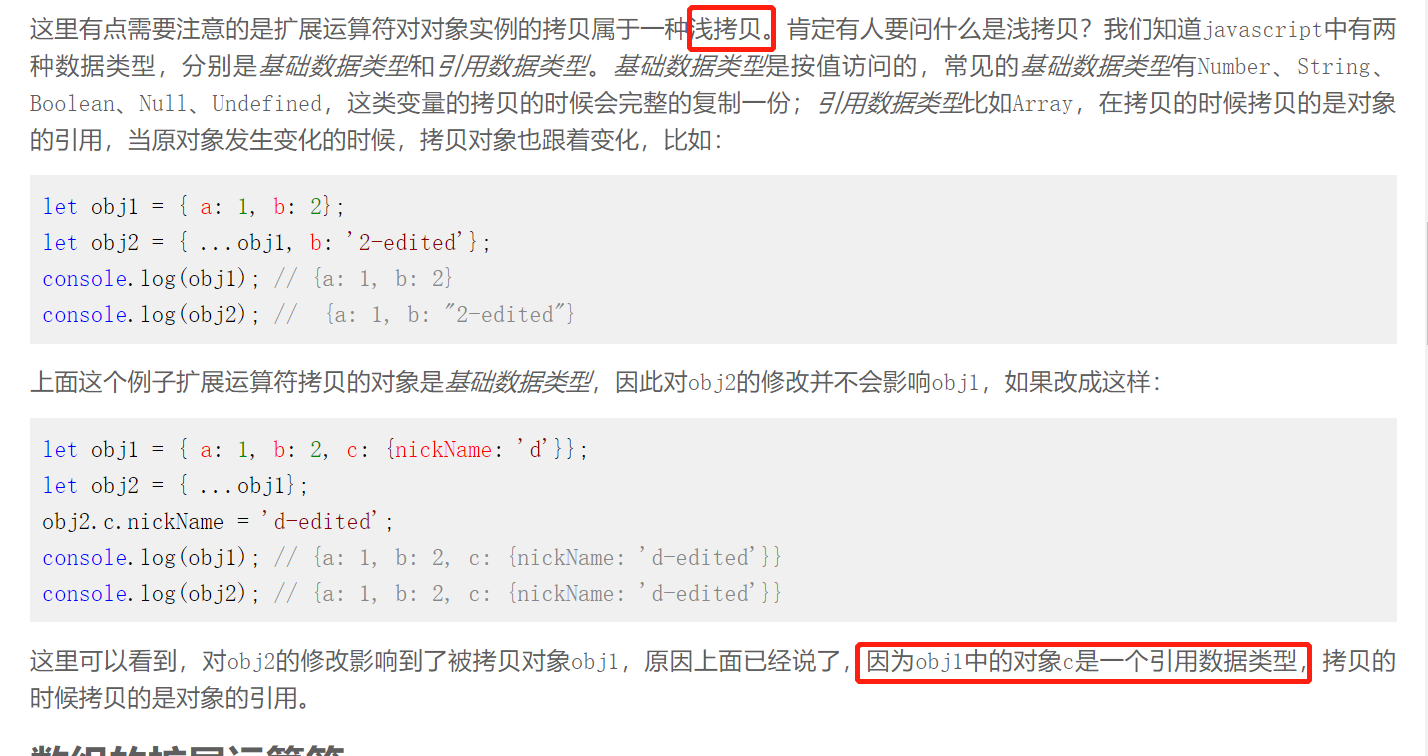 这里有点需要注意的是扩展运算符对对象实例的拷贝属于一种浅拷贝。肯定有人要问什么是浅拷贝？我们知道javascript中有两
种数据类型，分别是基础数据类型和引用数据类型。基础数据类型是按值访问的，常见的基础数据类型有Number、String、
Boolean、Null、Undefined，这类变量的拷贝的时候会完整的复制一份；引用数据类型比如Array，在拷贝的时候拷贝的是对象
的引用，当原对象发生变化的时候，拷贝对象也跟着变化，比如：
let obj1 = { a: 1, b: 2};
let obj2 = { ...obj1, b: '2-edited'};
console.log(obj1); // {a: 1, b: 2}
console.log(obj2); //  {a: 1, b: "2-edited"}
上面这个例子扩展运算符拷贝的对象是基础数据类型，因此对obj2的修改并不会影响obj1，如果改成这样：
let obj1 = { a: 1, b: 2, c: {nickName: 'd'}};
let obj2 = { ...obj1};
obj2.c.nickName = 'd-edited';
console.log(obj1); // {a: 1, b: 2, c: {nickName: 'd-edited'}}
console.log(obj2); // {a: 1, b: 2, c: {nickName: 'd-edited'}}
这里可以看到，对obj2的修改影响到了被拷贝对象obj1，原因上面已经说了，因为obj1中的对象c是一个引用数据类型，拷贝的
时候拷贝的是对象的引用。
数组的扩展运算符